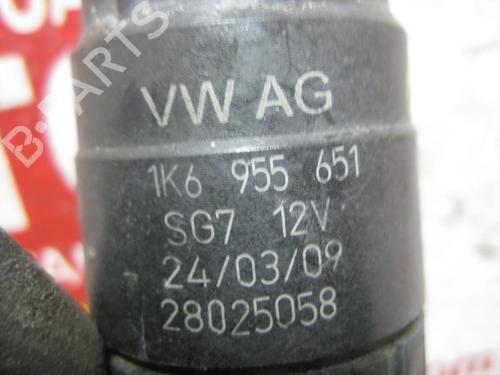 VW AG
1K6 955 651
SG7 12V
24/03/09
28025058
B-PARTS